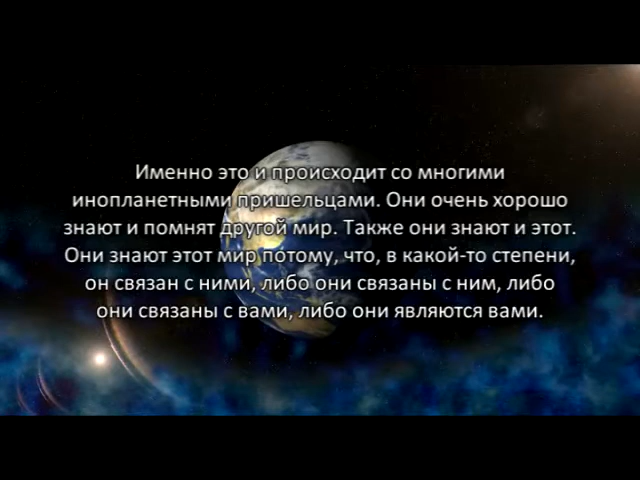 Именно это и происходит со многими
инопланетными пришельцами. Они очень хорошо
знают и помнят другой мир. Также они знают и этот.
Они знают этот мир потому, что, в какой-то степени,
он связан с ними, либо они связаны с ним, либо
они связаны с вами, либо они являются вами.